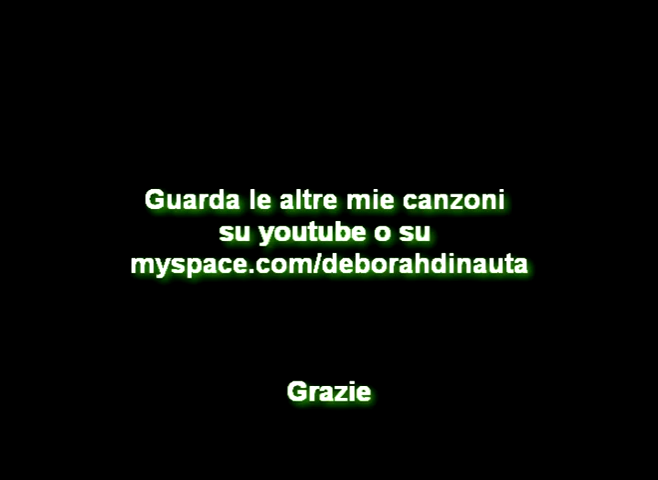 Guarda le altre mie canzoni
su youtube o su
myspace.com/deborahdinauta
Grazie